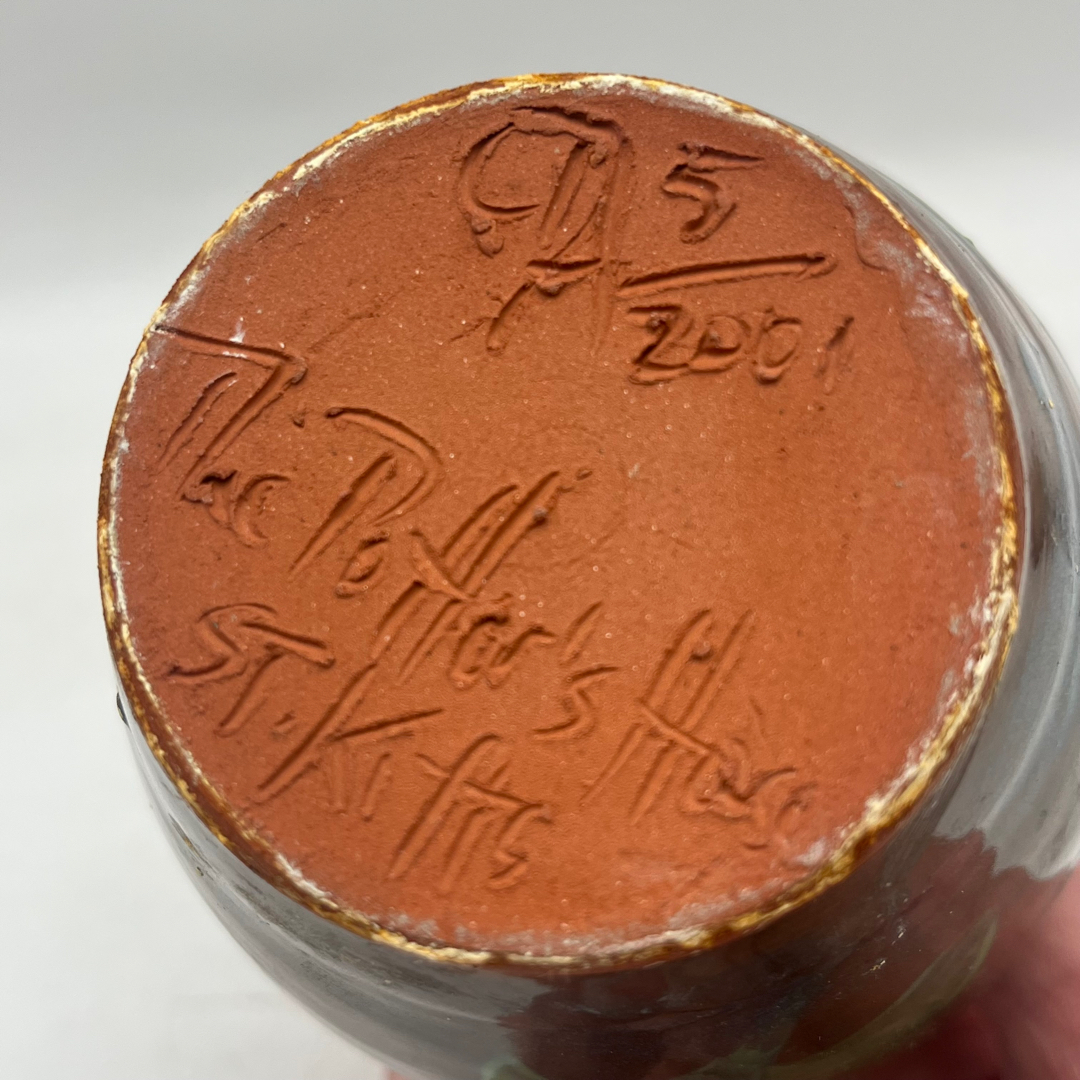 5
2001
The Potter's House
ST. Kitts